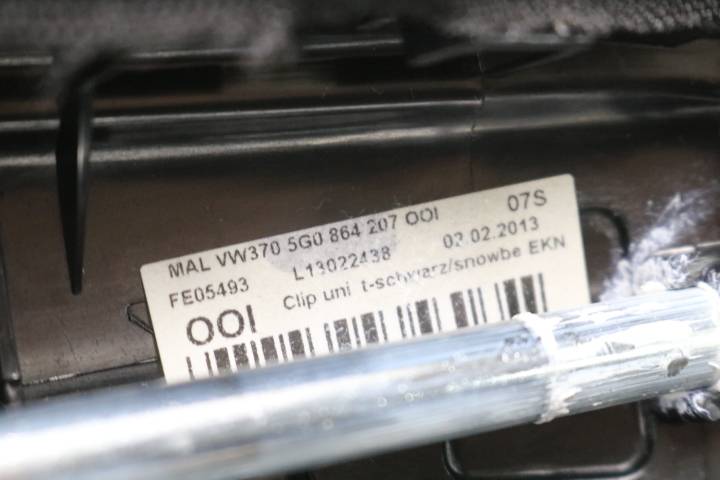 MAL VW370 5G0 864 207 OOI 07S
FE05493 L13022438 02.02.2013
OOI Clip uni t-schwarz/snowbe EKN